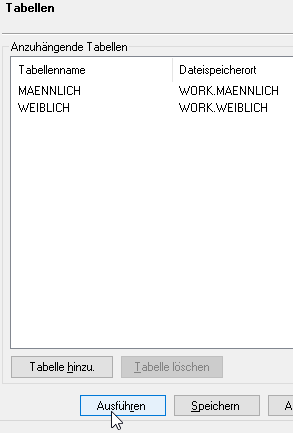 Tabellen
Anzuhängende Tabellen
Tabellenname Dateispeicherort
MAENNLICH WORK.MAENNLICH
WEIBLICH WORK.WEIBLICH
Tabelle hinzu. Tabelle löschen
Ausführen Speichern A